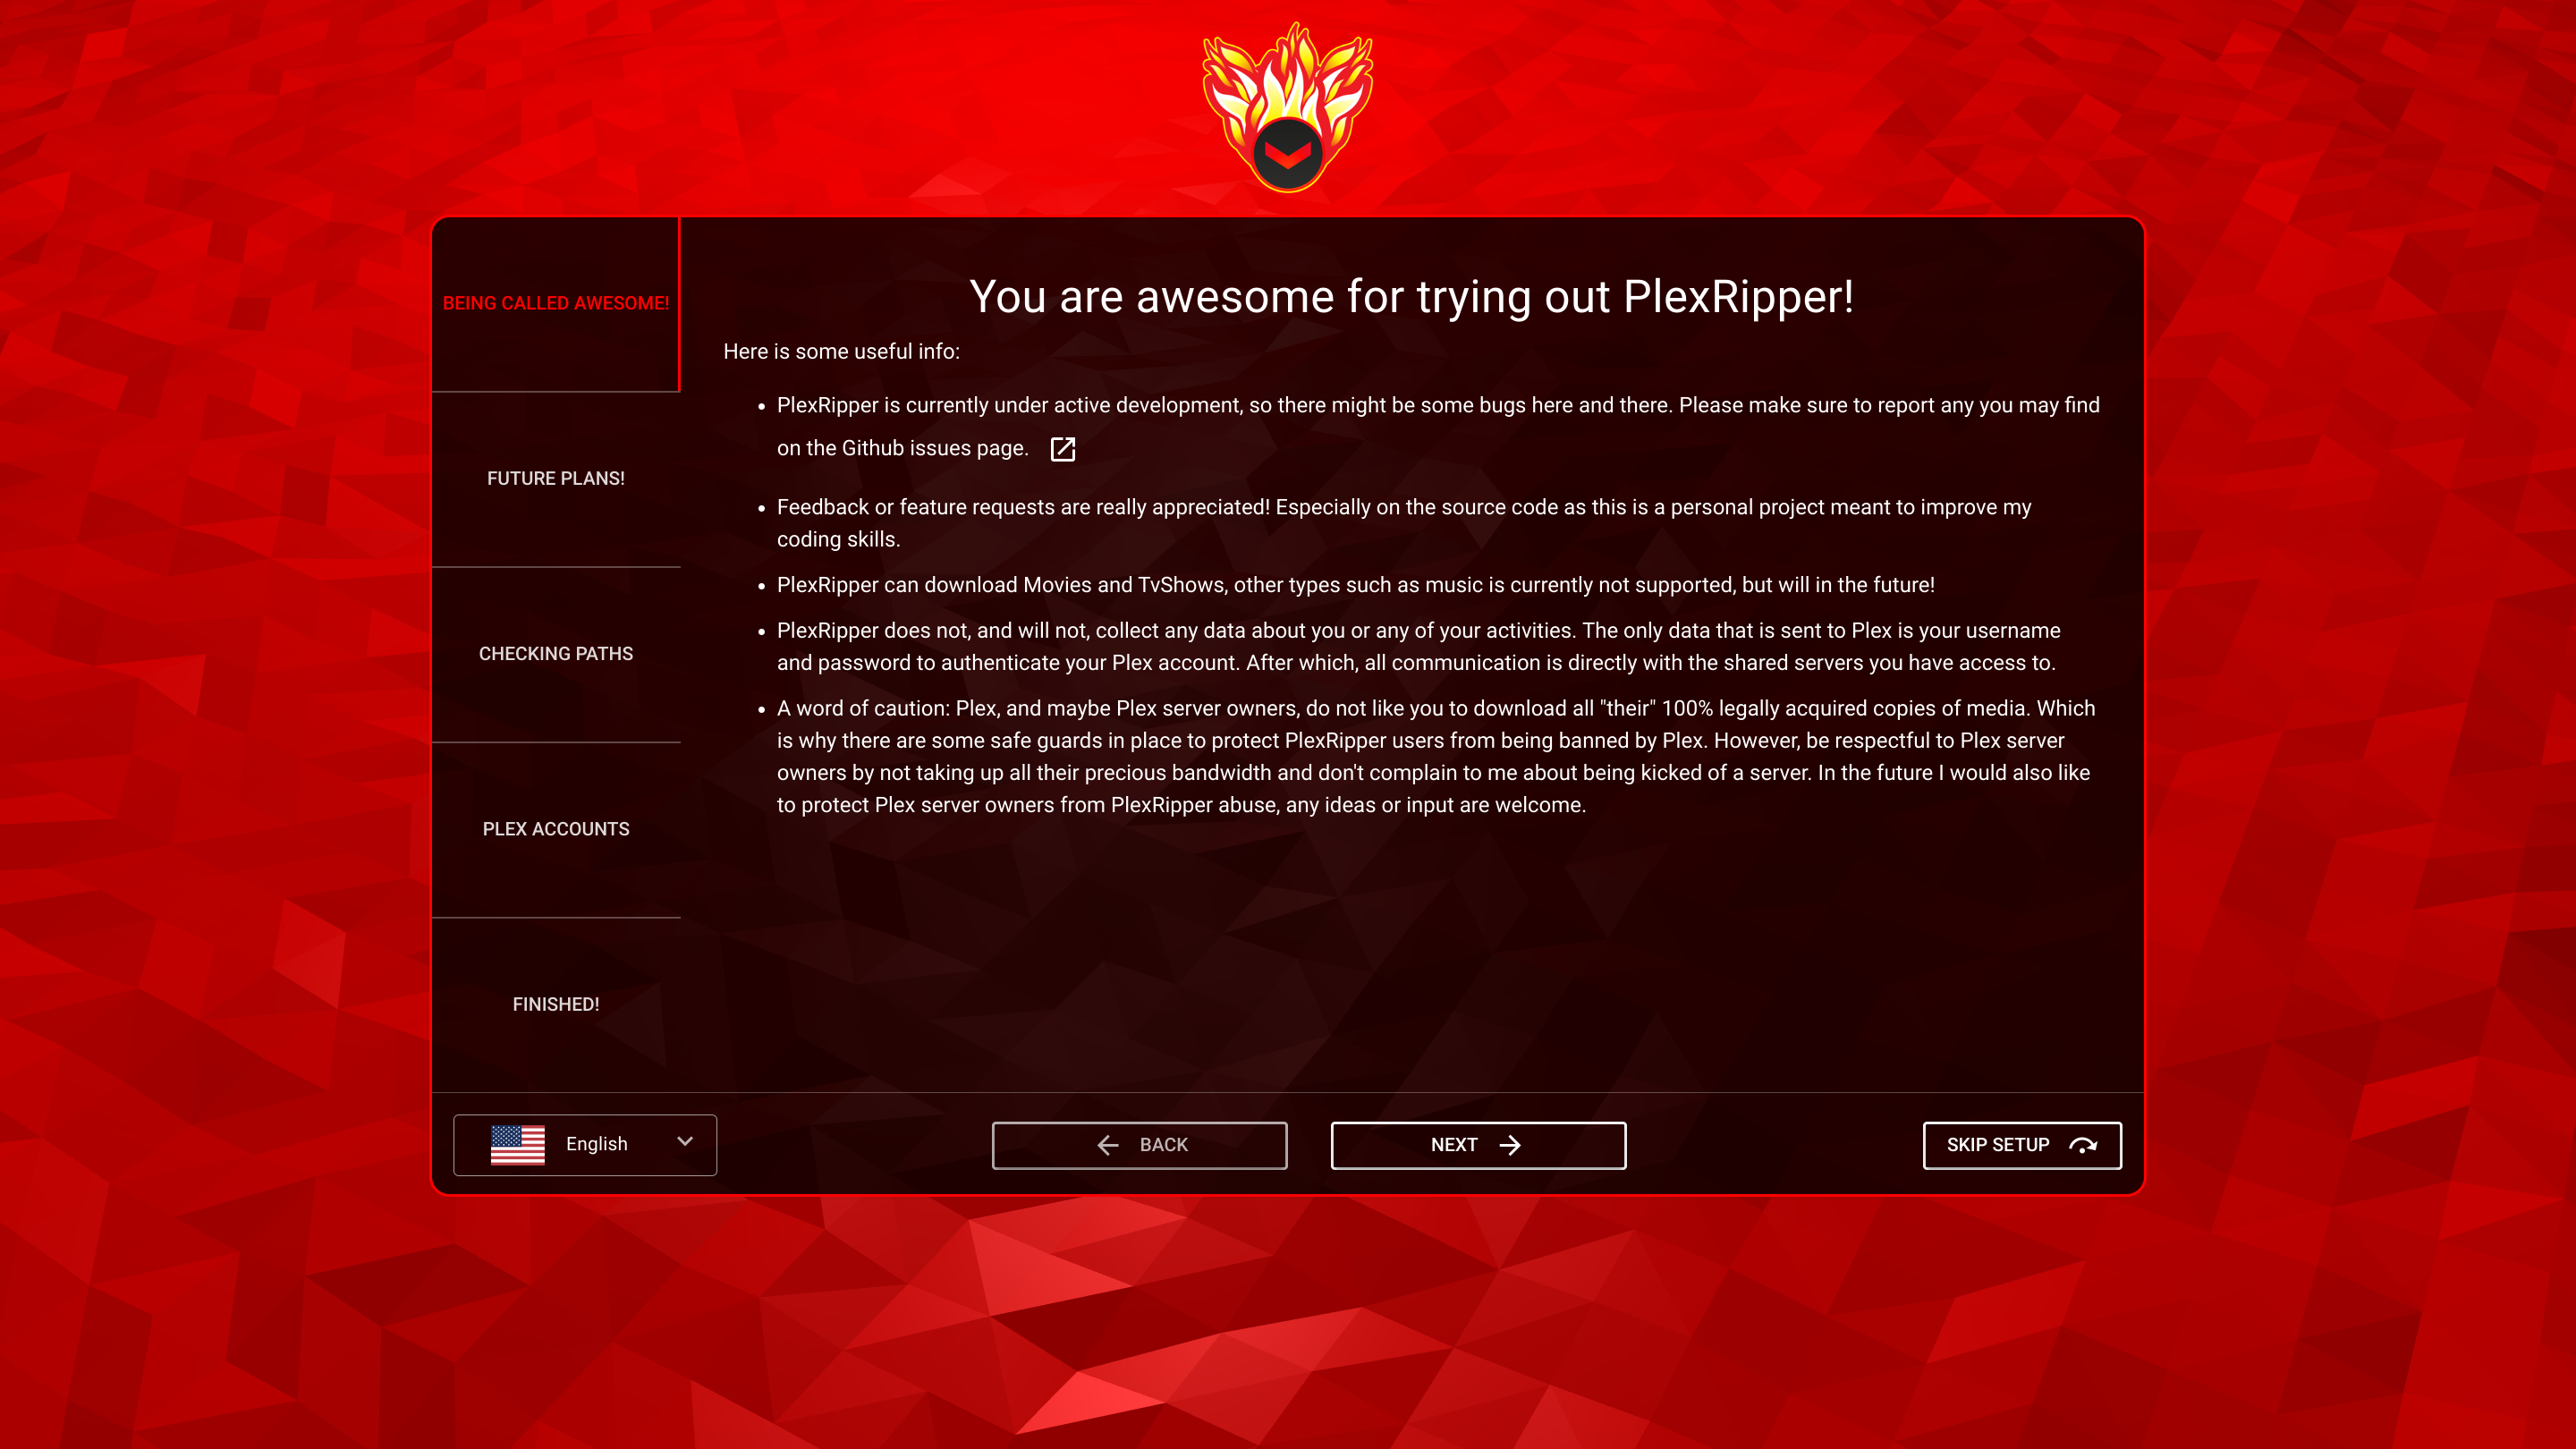 BEING CALLED AWESOME!
FUTURE PLANS!
CHECKING PATHS
PLEX ACCOUNTS
FINISHED!
You are awesome for trying out PlexRipper!
Here is some useful info:
• PlexRipper is currently under active development, so there might be some bugs here and there. Please make sure to report any you may find
on the Github issues page.
• Feedback or feature requests are really appreciated! Especially on the source code as this is a personal project meant to improve my
coding skills.
• PlexRipper can download Movies and TvShows, other types such as music is currently not supported, but will in the future!
• PlexRipper does not, and will not, collect any data about you or any of your activities. The only data that is sent to Plex is your username
and password to authenticate your Plex account. After which, all communication is directly with the shared servers you have access to.
• A word of caution: Plex, and maybe Plex server owners, do not like you to download all "their" 100% legally acquired copies of media. Which
is why there are some safe guards in place to protect PlexRipper users from being banned by Plex. However, be respectful to Plex server
owners by not taking up all their precious bandwidth and don't complain to me about being kicked of a server. In the future I would also like
to protect Plex server owners from PlexRipper abuse, any ideas or input are welcome.
English
BACK
NEXT
SKIP SETUP